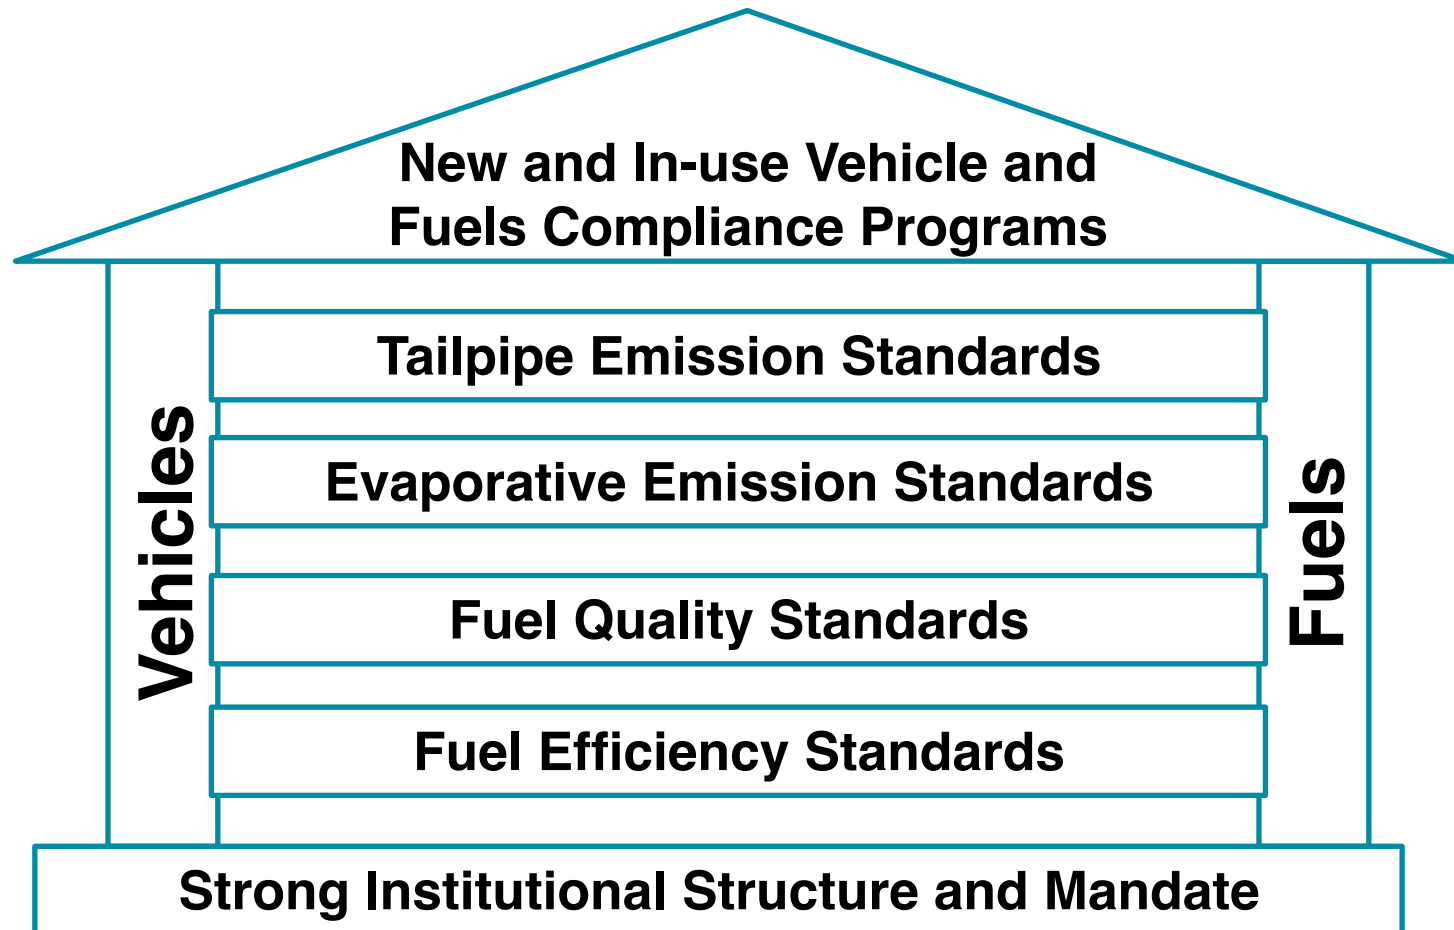 New and In-use Vehicle and
Fuels Compliance Programs
Vehicles
Tailpipe Emission Standards
Evaporative Emission Standards
Fuel Quality Standards
Fuel Efficiency Standards
Fuels
Strong Institutional Structure and Mandate